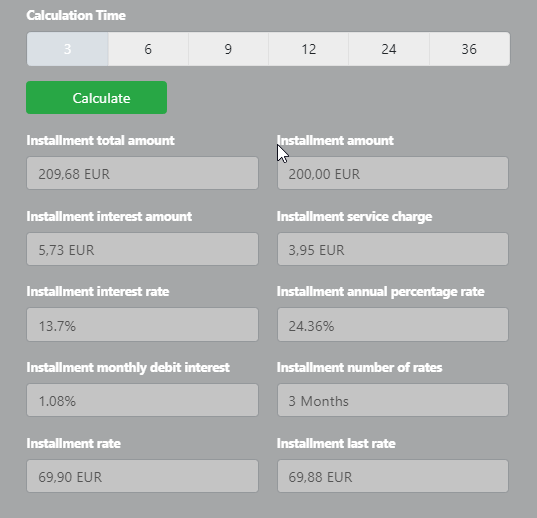 Calculation Time
3 6 9 12 24 36
Calculate
Installment total amount Installment amount
209,68 EUR 200,00 EUR
Installment interest amount Installment service charge
5,73 EUR 3,95 EUR
Installment interest rate Installment annual percentage rate
13.7% 24.36%
Installment monthly debit interest Installment number of rates
1.08% 3 Months
Installment rate Installment last rate
69,90 EUR 69,88 EUR